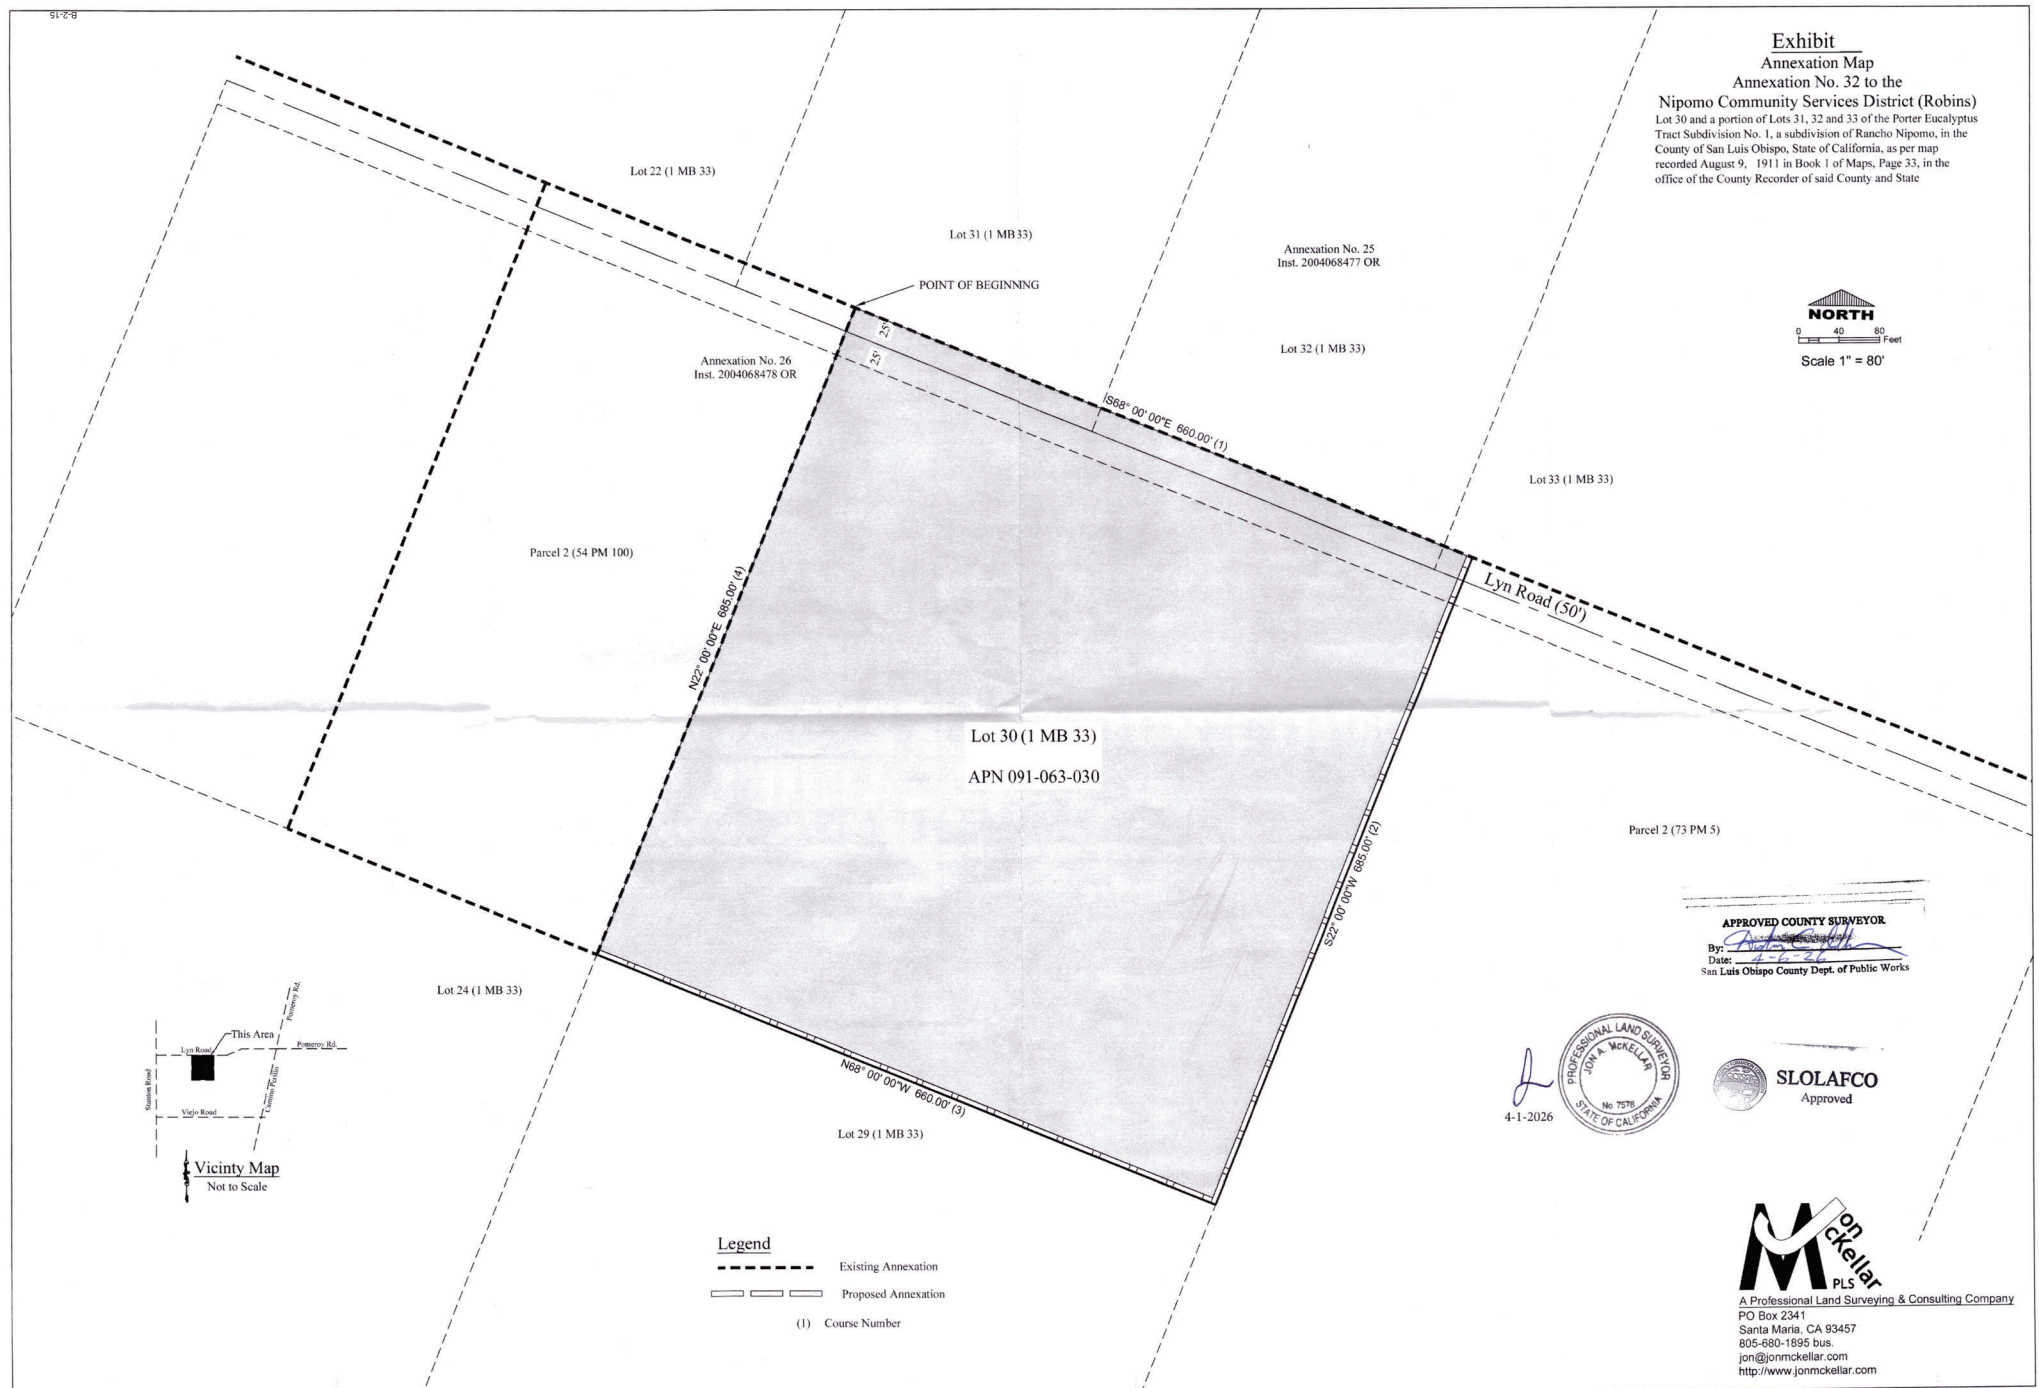 B-2-15
Exhibit
Annexation Map
Annexation No. 32 to the
Nipomo Community Services District (Robins)
Lot 30 and a portion of Lots 31, 32 and 33 of the Porter Eucalyptus
Tract Subdivision No. 1, a subdivision of Rancho Nipomo, in the
County of San Luis Obispo, State of California, as per map
recorded August 9, 1911 in Book 1 of Maps, Page 33, in the
office of the County Recorder of said County and State
Lot 22 (1 MB 33)
Lot 31 (1 MB 33)
Annexation No. 25
Inst. 2004068477 OR
POINT OF BEGINNING
NORTH
0 40 80
Feet
Scale 1" = 80'
25'
25'
Annexation No. 26
Inst. 2004068478 OR
Lot 32 (1 MB 33)
S68° 00' 00"E 660.00' (1)
Lot 33 (1 MB 33)
Parcel 2 (54 PM 100)
Lyn Road (50')
N22° 00' 00"E 685.00' (4)
Lot 30 (1 MB 33)
APN 091-063-030
S22° 00' 00"W 685.00' (2)
Parcel 2 (73 PM 5)
APPROVED COUNTY SURVEYOR
By:
Date: 4-6-26
San Luis Obispo County Dept. of Public Works
Lot 24 (1 MB 33)
N68° 00' 00"W 660.00' (3)
Lot 29 (1 MB 33)
This Area
Lyn Road
Pomeroy Rd.
Pomeroy Rd.
Stanton Road
Viejo Road
Camino Perillo
Vicinty Map
Not to Scale
PROFESSIONAL LAND SURVEYOR
JON A. McKELLAR
No 7578
STATE OF CALIFORNIA
4-1-2026
SLOLAFCO
Approved
Legend
Existing Annexation
Proposed Annexation
(1) Course Number
Jon
McKellar
PLS
A Professional Land Surveying & Consulting Company
PO Box 2341
Santa Maria, CA 93457
805-680-1895 bus.
jon@jonmckellar.com
http://www.jonmckellar.com